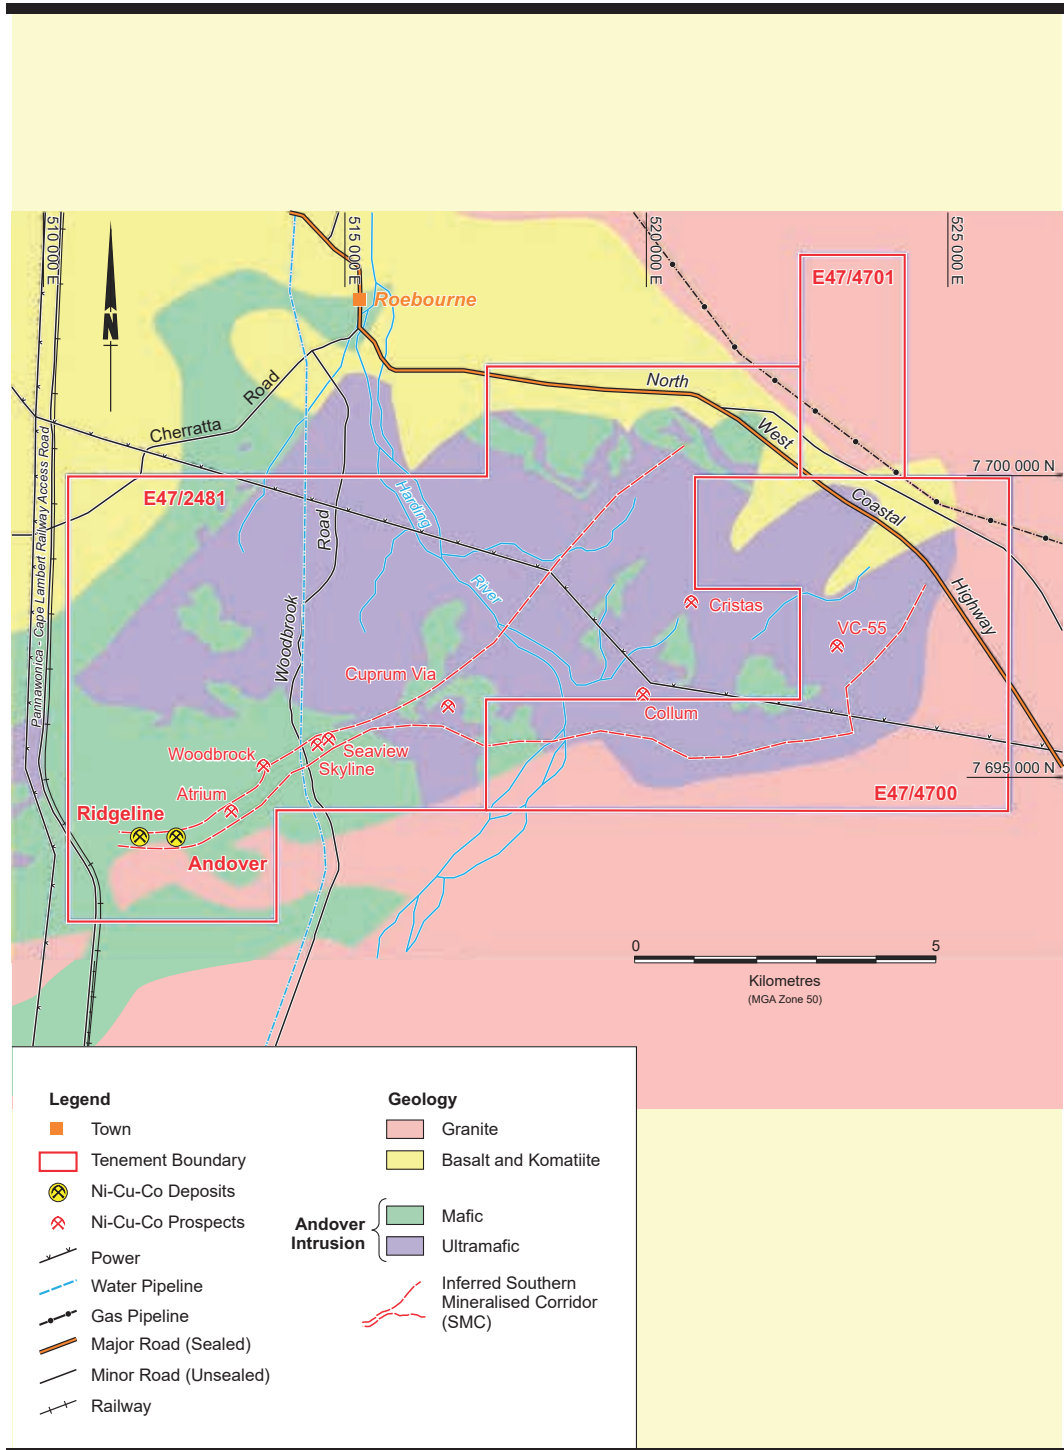 510 000 E
515 000 E
520 000 E
525 000 E
E47/4701
N
Roebourne
North
West
Coastal
Highway
Cherratta
Road
7 700 000 N
E47/2481
Harding
River
Road
Woodbrook
Pannawonica - Cape Lambert Railway Access Road
Cristas
VC-55
Cuprum Via
Collum
Woodbrock
Seaview
Skyline
Atrium
7 695 000 N
E47/4700
Ridgeline
Andover
0
5
Kilometres
(MGA Zone 50)
Legend
Town
Tenement Boundary
Ni-Cu-Co Deposits
Ni-Cu-Co Prospects
Power
Water Pipeline
Gas Pipeline
Major Road (Sealed)
Minor Road (Unsealed)
Railway
Geology
Granite
Basalt and Komatiite
Andover
Intrusion
Mafic
Ultramafic
Inferred Southern
Mineralised Corridor
(SMC)